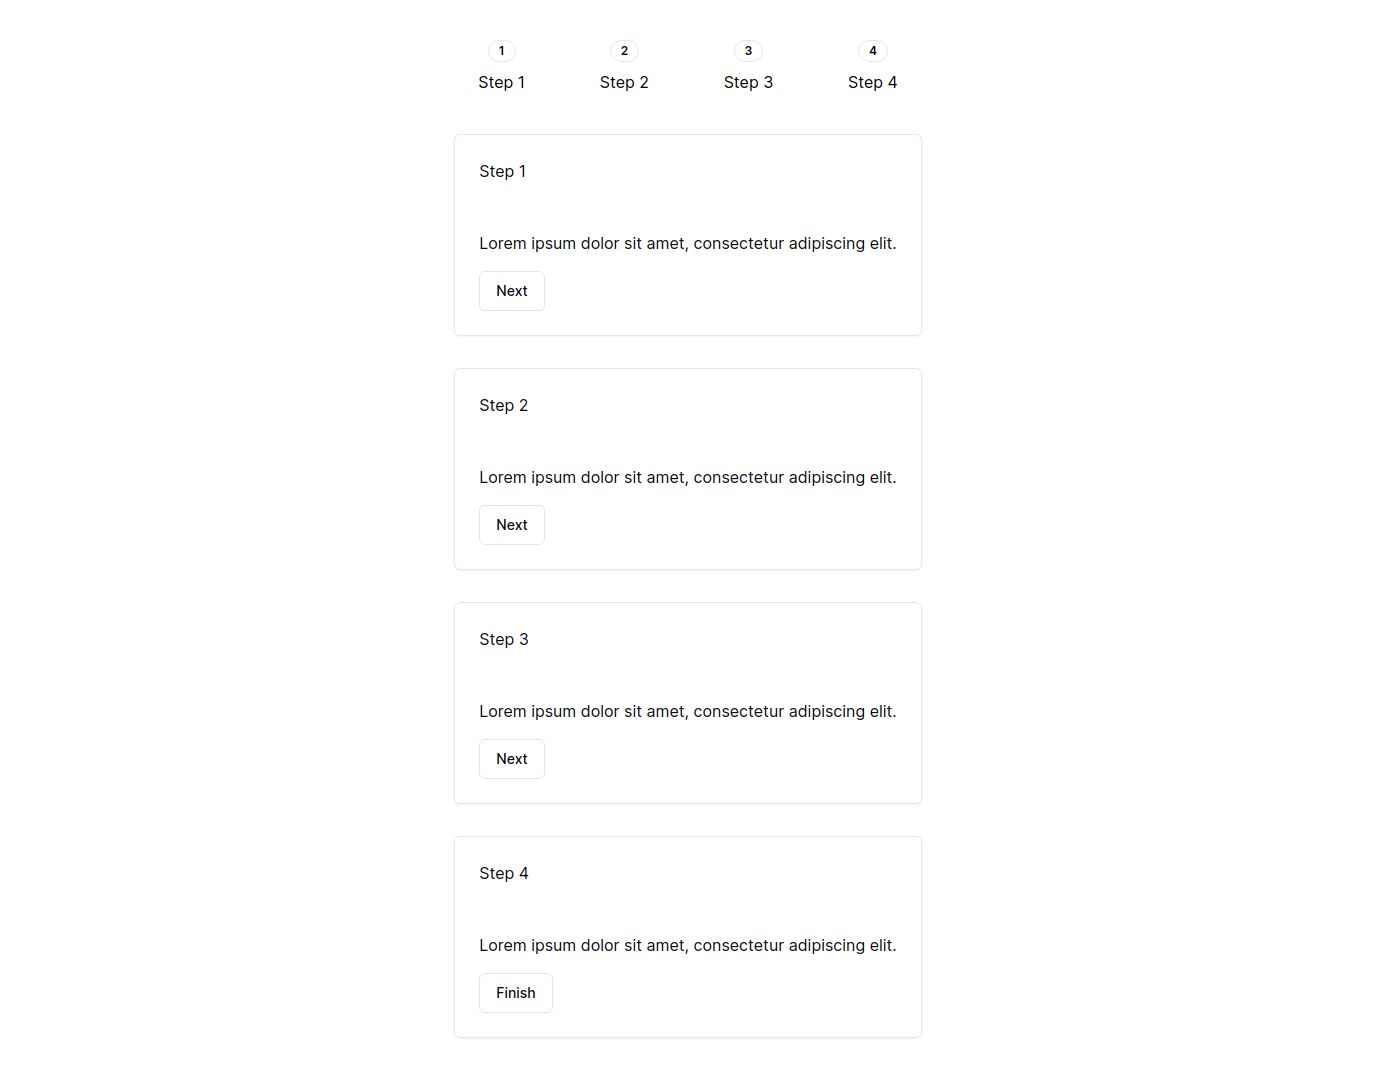 1 2 3 4
Step 1 Step 2 Step 3 Step 4
Step 1
Lorem ipsum dolor sit amet, consectetur adipiscing elit.
Next
Step 2
Lorem ipsum dolor sit amet, consectetur adipiscing elit.
Next
Step 3
Lorem ipsum dolor sit amet, consectetur adipiscing elit.
Next
Step 4
Lorem ipsum dolor sit amet, consectetur adipiscing elit.
Finish